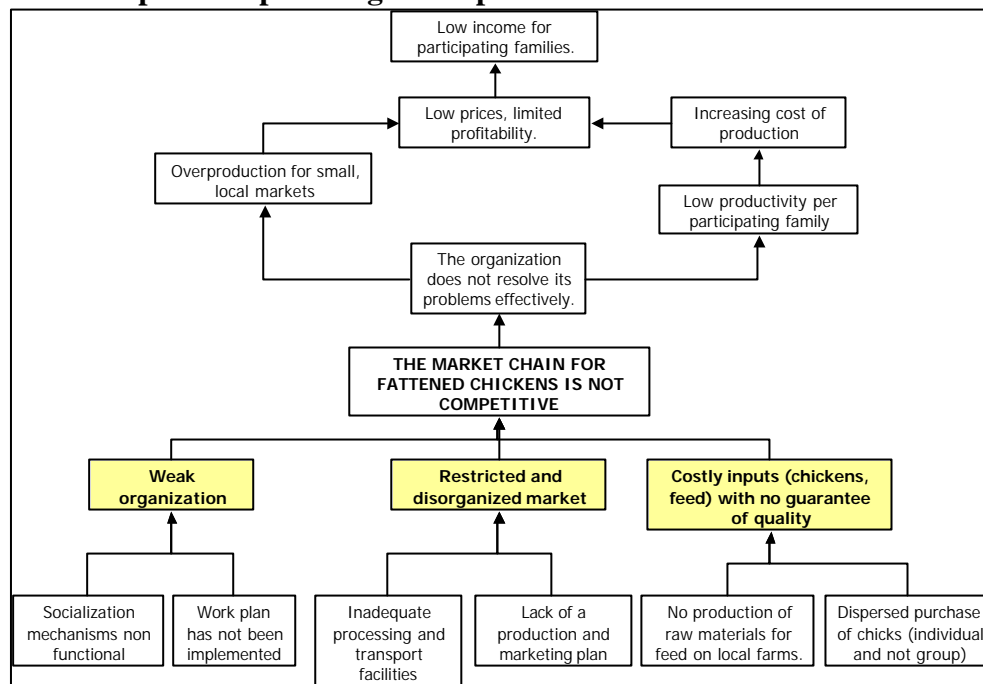 Low income for
participating families.
Low prices, limited
profitability.
Increasing cost of
production
Overproduction for small,
local markets
Low productivity per
participating family
The organization
does not resolve its
problems effectively.
THE MARKET CHAIN FOR
FATTENED CHICKENS IS NOT
COMPETITIVE
Weak
organization
Restricted and
disorganized market
Costly inputs (chickens,
feed) with no guarantee
of quality
Socialization
mechanisms non
functional
Work plan
has not been
implemented
Inadequate
processing and
transport
facilities
Lack of a
production and
marketing plan
No production of
raw materials for
feed on local farms.
Dispersed purchase
of chicks (individual
and not group)